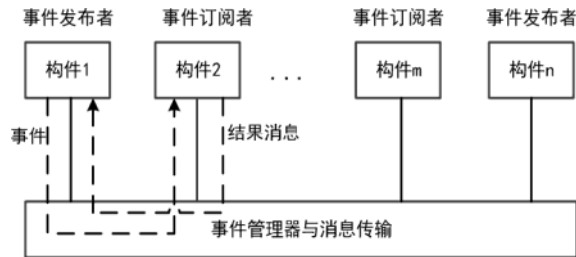 事件发布者 事件订阅者 事件订阅者 事件发布者
构件1 构件2 ... 构件m 构件n
事件 结果消息
事件管理器与消息传输